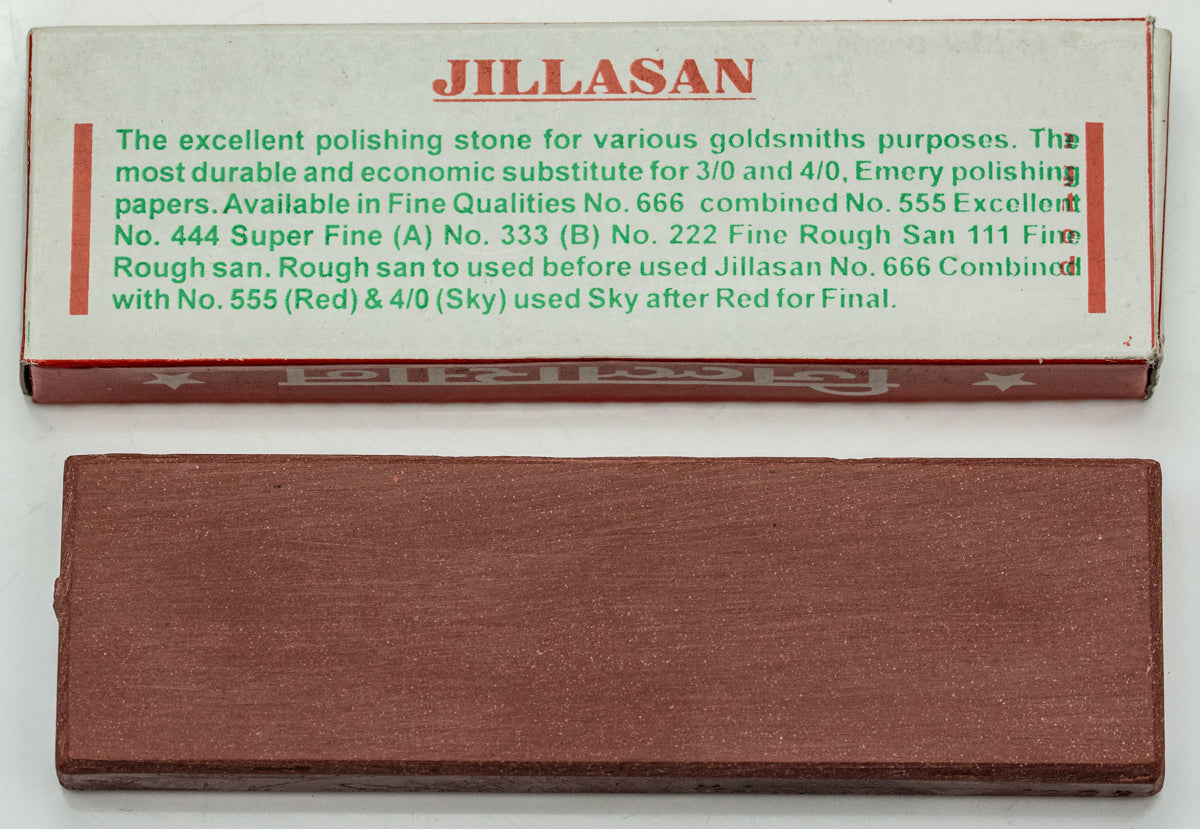 JILLASAN
The excellent polishing stone for various goldsmiths purposes. The
most durable and economic substitute for 3/0 and 4/0, Emery polishing
papers. Available in Fine Qualities No. 666 combined No. 555 Excellent
No. 444 Super Fine (A) No. 333 (B) No. 222 Fine Rough San 111 Fine
Rough san. Rough san to used before used Jillasan No. 666 Combined
with No. 555 (Red) & 4/0 (Sky) used Sky after Red for Final.